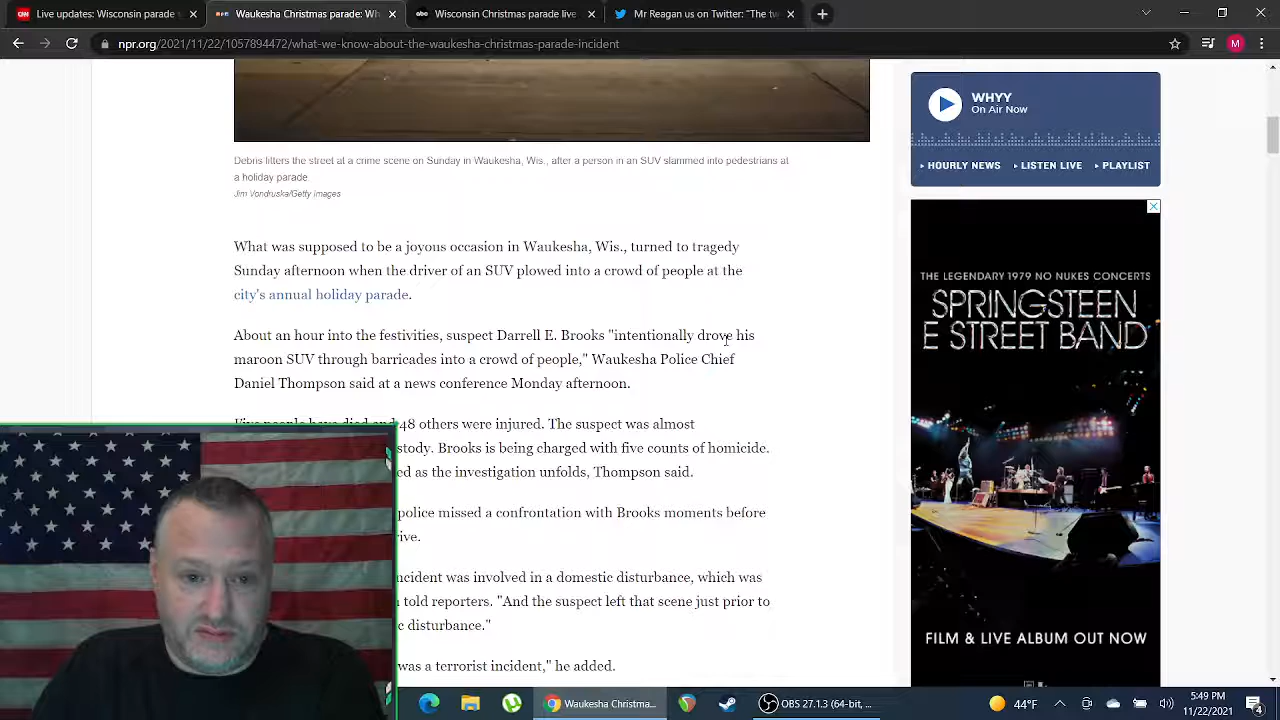 Live updates: Wisconsin parade
Christmas parade: Wh
Wisconsin Christmas parade live
Mr Reagan us on Twitter: "The tw
npr.org/2021/11/22/1057894472/what-we-know-about-the-waukesha-christmas-parade-incident
M
WHYY
On Air Now
HOURLY NEWS LISTEN LIVE PLAYLIST
Debris litters the street at a crime scene on Sunday in Waukesha, Wis., after a person in an SUV slammed into pedestrians at
a holiday parade.
Jim Vondruska/Getty Images
What was supposed to be a joyous occasion in Waukesha, Wis., turned to tragedy
Sunday afternoon when the driver of an SUV plowed into a crowd of people at the
city's annual holiday parade.
About an hour into the festivities, suspect Darrell E. Brooks "intentionally drove his
maroon SUV through barricades into a crowd of people," Waukesha Police Chief
Daniel Thompson said at a news conference Monday afternoon.
Five people have died and 48 others were injured. The suspect was almost
stody. Brooks is being charged with five counts of homicide.
ed as the investigation unfolds, Thompson said.
police missed a confrontation with Brooks moments before
rive.
ncident was involved in a domestic disturbance, which was
told reporters. "And the suspect left that scene just prior to
c disturbance."
was a terrorist incident," he added.
THE LEGENDARY 1979 NO NUKES CONCERTS
SPRINGSTEEN
E STREET BAND
FILM & LIVE ALBUM OUT NOW
Waukesha Christma...
OBS 27.1.3 (64-bit, ...
44°F
5:49 PM
11/22/2021